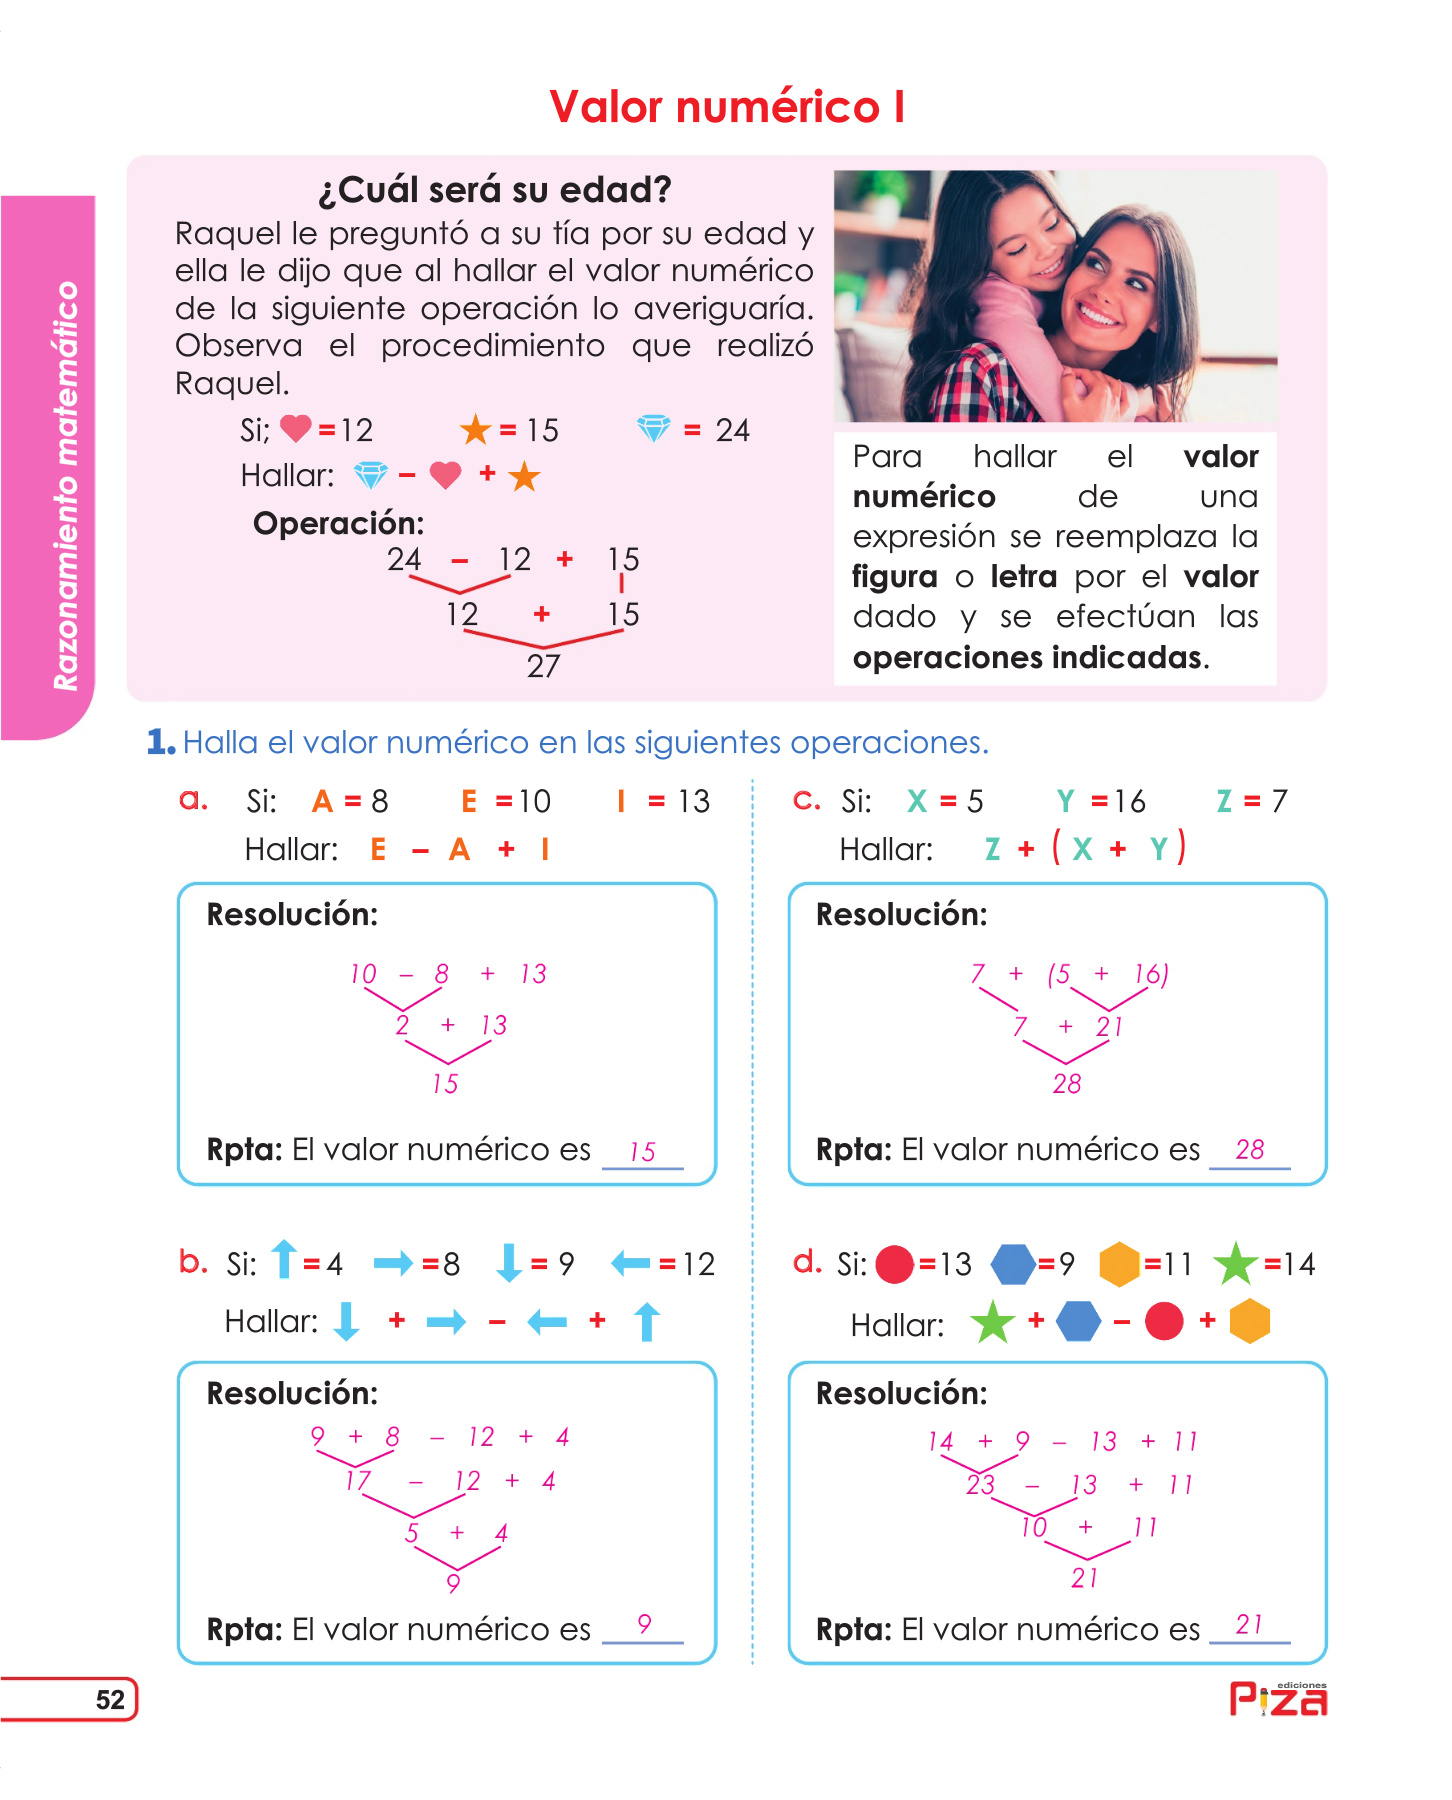 Valor numérico I
Razonamiento matemático
¿Cuál será su edad?
Raquel le preguntó a su tía por su edad y
ella le dijo que al hallar el valor numérico
de la siguiente operación lo averiguaría.
Observa el procedimiento que realizó
Raquel.
Si; = 12 = 15 = 24
Hallar: – +
Operación:
24 – 12 + 15
12 + 15
27
Para hallar el valor
numérico de una
expresión se reemplaza la
figura o letra por el valor
dado y se efectúan las
operaciones indicadas.
1. Halla el valor numérico en las siguientes operaciones.
a. Si: A = 8 E = 10 I = 13
Hallar: E – A + I
Resolución:
10 – 8 + 13
2 + 13
15
Rpta: El valor numérico es 15
b. Si: = 4 = 8 = 9 = 12
Hallar: + – +
Resolución:
9 + 8 – 12 + 4
17 – 12 + 4
5 + 4
9
Rpta: El valor numérico es 9
c. Si: X = 5 Y = 16 Z = 7
Hallar: Z + ( X + Y )
Resolución:
7 + (5 + 16)
7 + 21
28
Rpta: El valor numérico es 28
d. Si: = 13 = 9 = 11 = 14
Hallar: + – +
Resolución:
14 + 9 – 13 + 11
23 – 13 + 11
10 + 11
21
Rpta: El valor numérico es 21
52
ediciones
Piza